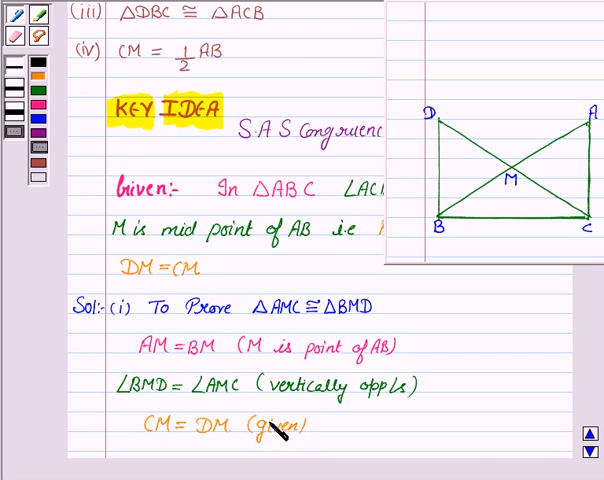 (iii) △DBC ≅ △ACB
(iv) CM = 1/2 AB
KEY IDEA
S.A.S Congruenc
Given:- In △ABC ∠AC
M is mid point of AB i.e
DM = CM
Sol:- (i) To Prove △AMC ≅ △BMD
AM = BM (M is point of AB)
∠BMD = ∠AMC (vertically opp ∠s)
CM = DM. (given)
D
A
M
B
C